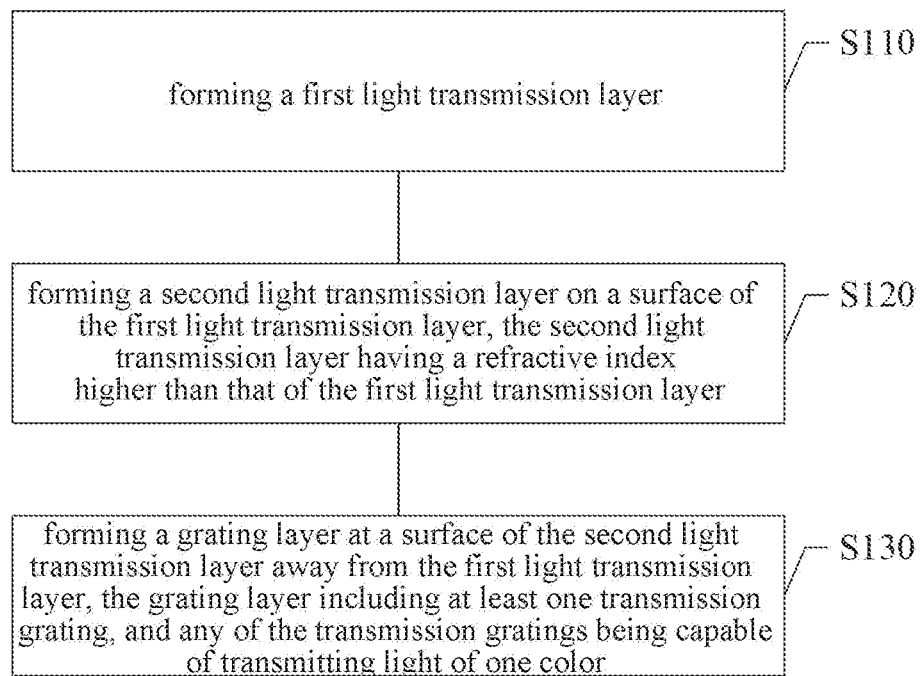 forming a first light transmission layer
S110
forming a second light transmission layer on a surface of
the first light transmission layer, the second light
transmission layer having a refractive index
higher than that of the first light transmission layer
S120
forming a grating layer at a surface of the second light
transmission layer away from the first light transmission
layer, the grating layer including at least one transmission
grating, and any of the transmission gratings being capable
of transmitting light of one color
S130